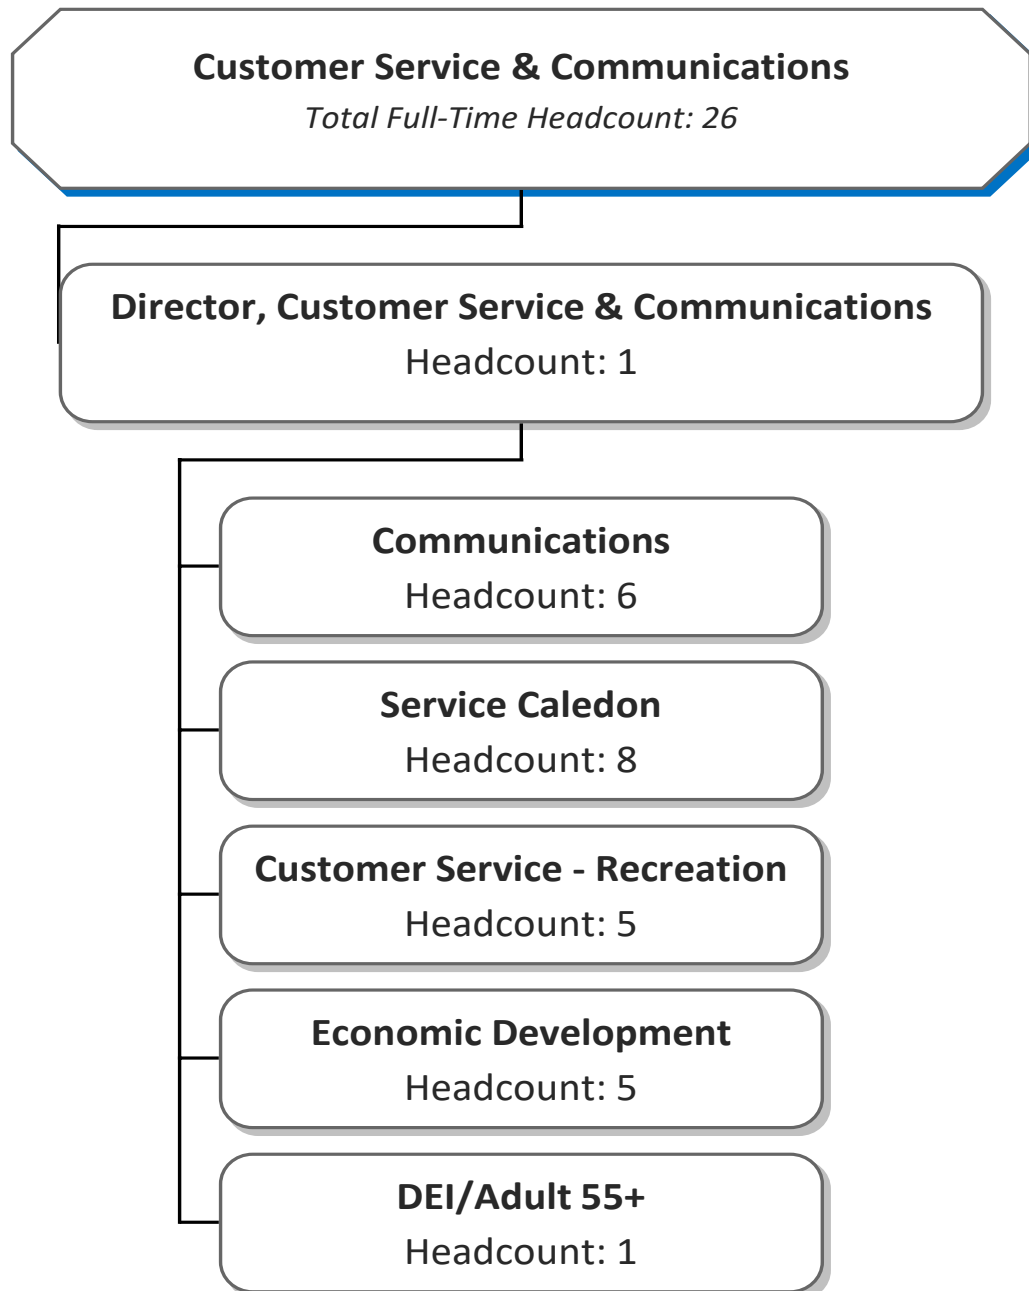 Customer Service & Communications
Total Full-Time Headcount: 26
Director, Customer Service & Communications
Headcount: 1
Communications
Headcount: 6
Service Caledon
Headcount: 8
Customer Service - Recreation
Headcount: 5
Economic Development
Headcount: 5
DEI/Adult 55+
Headcount: 1